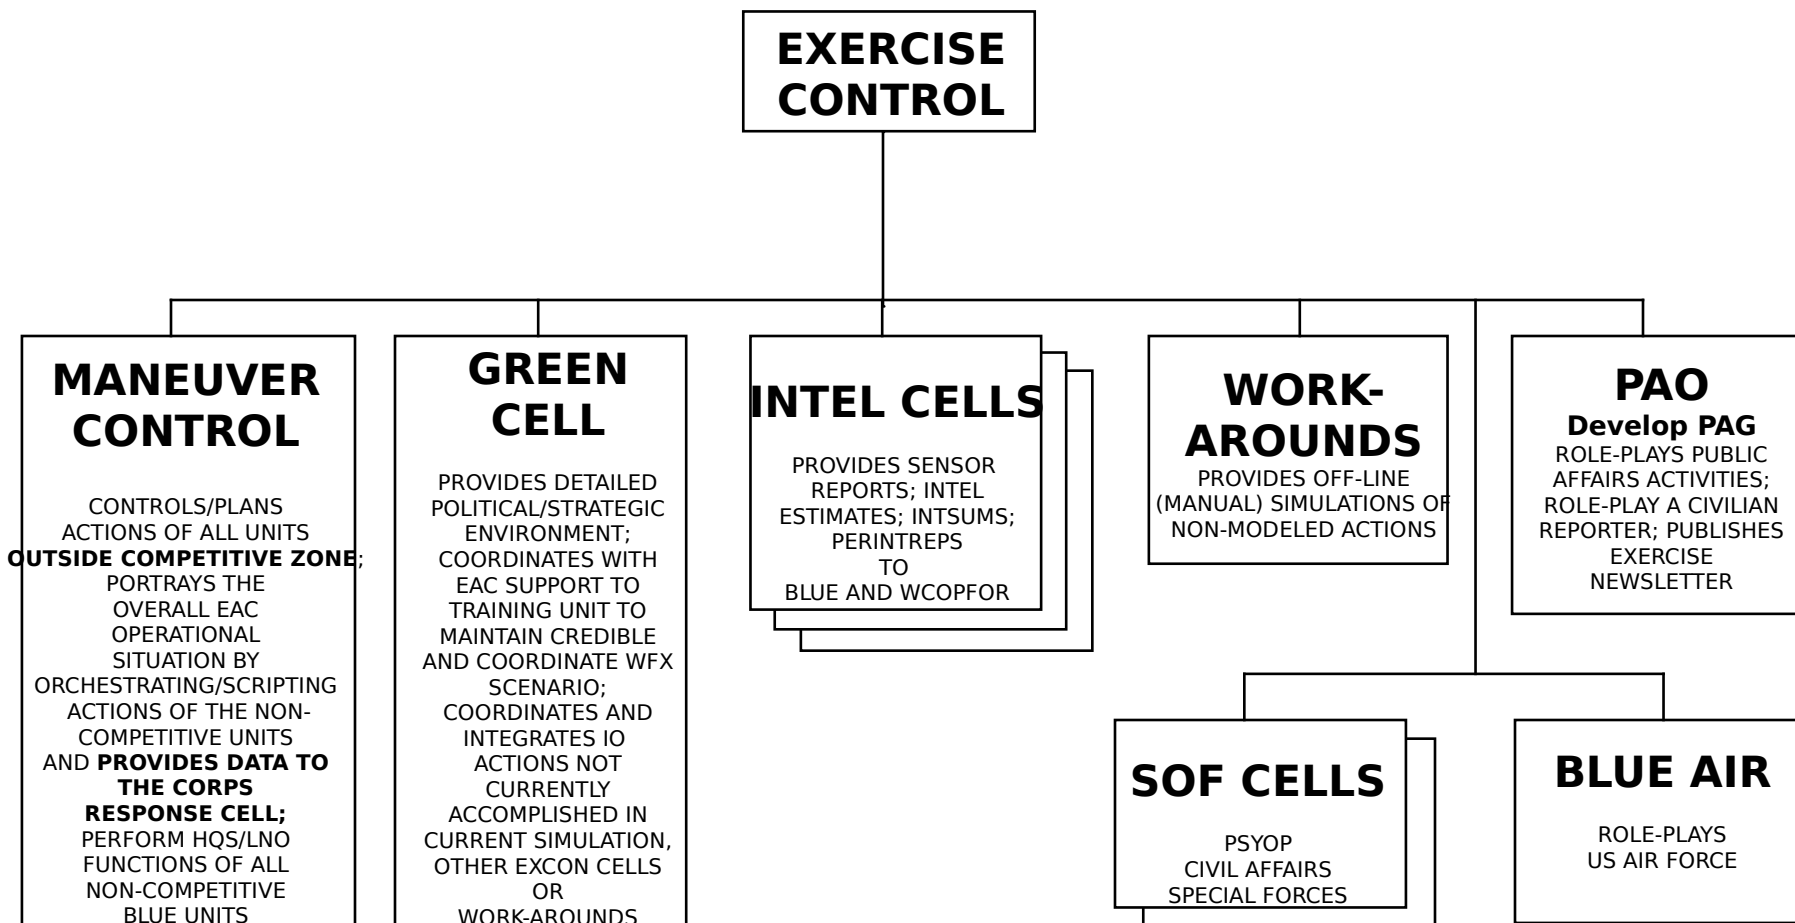 EXERCISE
CONTROL
MANEUVER
CONTROL
CONTROLS/PLANS
ACTIONS OF ALL UNITS
OUTSIDE COMPETITIVE ZONE;
PORTRAYS THE
OVERALL EAC
OPERATIONAL
SITUATION BY
ORCHESTRATING/SCRIPTING
ACTIONS OF THE NON-
COMPETITIVE UNITS
AND PROVIDES DATA TO
THE CORPS
RESPONSE CELL;
PERFORM HQS/LNO
FUNCTIONS OF ALL
NON-COMPETITIVE
BLUE UNITS
GREEN
CELL
PROVIDES DETAILED
POLITICAL/STRATEGIC
ENVIRONMENT;
COORDINATES WITH
EAC SUPPORT TO
TRAINING UNIT TO
MAINTAIN CREDIBLE
AND COORDINATE WFX
SCENARIO;
COORDINATES AND
INTEGRATES IO
ACTIONS NOT
CURRENTLY
ACCOMPLISHED IN
CURRENT SIMULATION,
OTHER EXCON CELLS
OR
WORK-AROUNDS
INTEL CELLS
PROVIDES SENSOR
REPORTS; INTEL
ESTIMATES; INTSUMS;
PERINTREPS
TO
BLUE AND WCOPFOR
WORK-
AROUNDS
PROVIDES OFF-LINE
(MANUAL) SIMULATIONS OF
NON-MODELED ACTIONS
PAO
Develop PAG
ROLE-PLAYS PUBLIC
AFFAIRS ACTIVITIES;
ROLE-PLAY A CIVILIAN
REPORTER; PUBLISHES
EXERCISE
NEWSLETTER
SOF CELLS
PSYOP
CIVIL AFFAIRS
SPECIAL FORCES
BLUE AIR
ROLE-PLAYS
US AIR FORCE